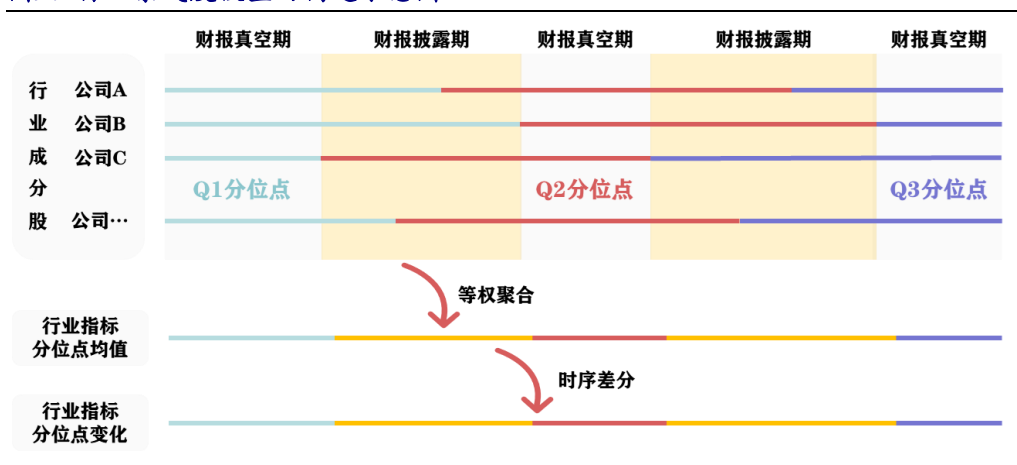 财报真空期 财报披露期 财报真空期 财报披露期 财报真空期
行 公司A
业 公司B
成 公司C
分 Q1分位点 Q2分位点 Q3分位点
股 公司…
等权聚合
行业指标
分位点均值
时序差分
行业指标
分位点变化